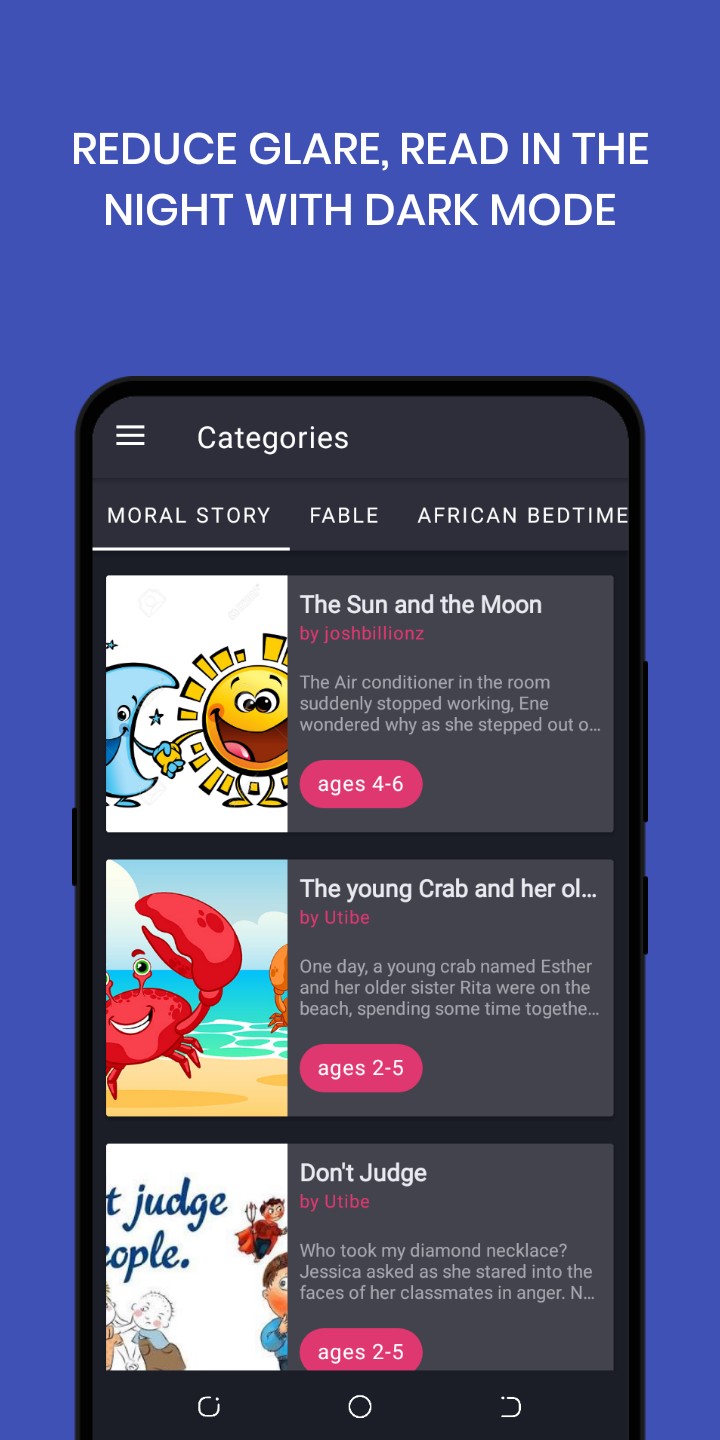 REDUCE GLARE, READ IN THE
NIGHT WITH DARK MODE
Categories
MORAL STORY FABLE AFRICAN BEDTIME
The Sun and the Moon
by joshbillionz
The Air conditioner in the room
suddenly stopped working, Ene
wondered why as she stepped out o...
ages 4-6
The young Crab and her ol...
by Utibe
One day, a young crab named Esther
and her older sister Rita were on the
beach, spending some time togethe...
ages 2-5
t judge
ople.
Don't Judge
by Utibe
Who took my diamond necklace?
Jessica asked as she stared into the
faces of her classmates in anger. N...
ages 2-5